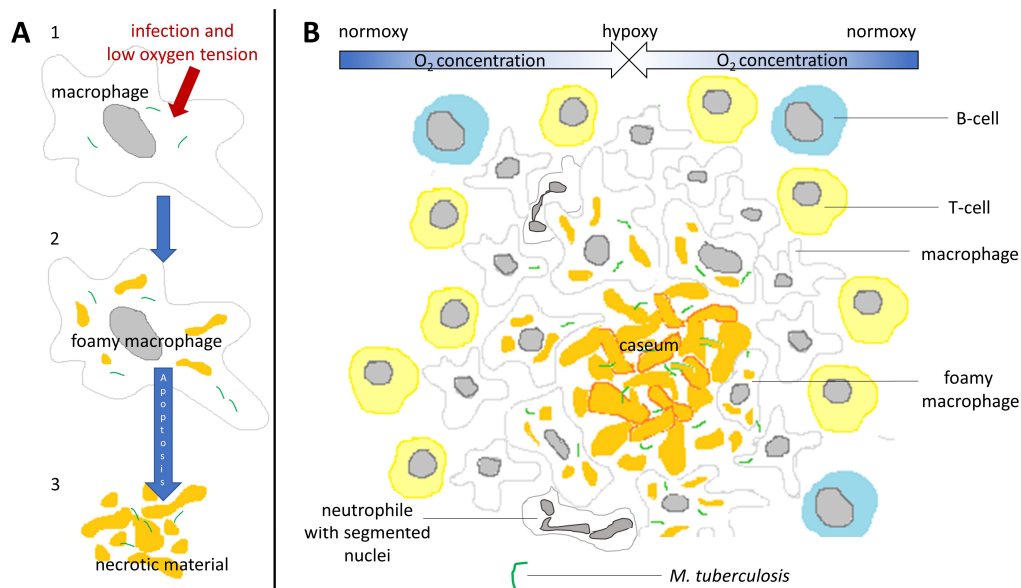 A
1
infection and
low oxygen tension
macrophage
2
foamy macrophage
Apoptosis
3
necrotic material
B
normoxy
hypoxy
normoxy
O2 concentration
O2 concentration
B-cell
T-cell
macrophage
caseum
foamy
macrophage
neutrophile
with segmented
nuclei
M. tuberculosis